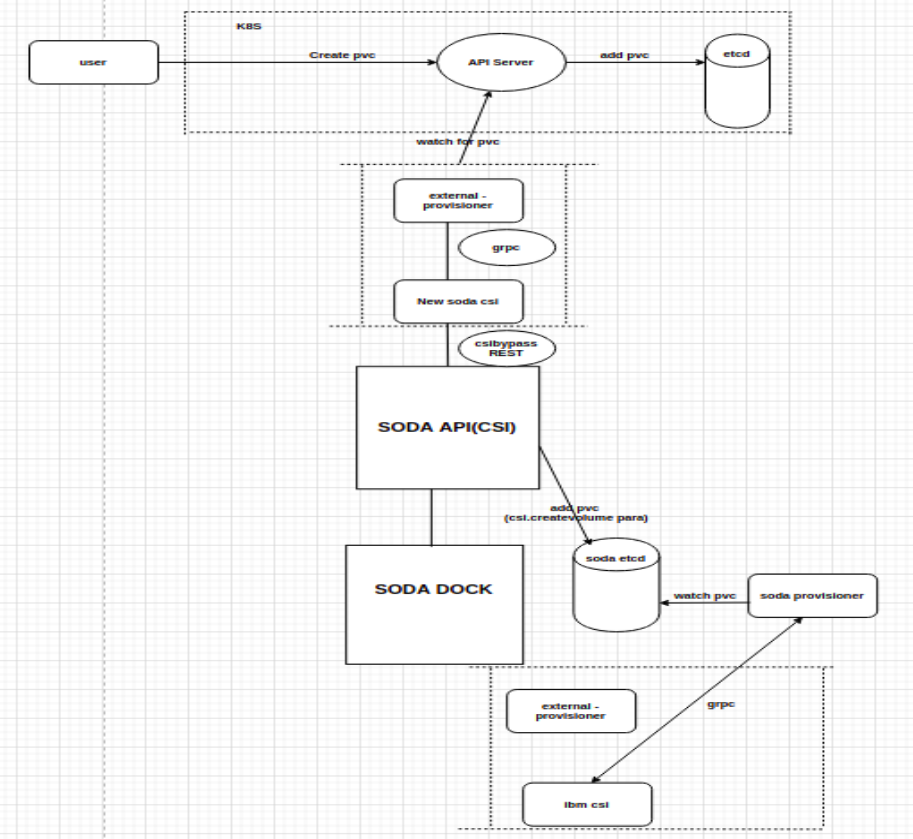 K8S
user
Create pvc
API Server
add pvc
etcd
watch for pvc
external -
provisioner
grpc
New soda csi
csibypass
REST
SODA API(CSI)
add pvc
(csi.createvolume para)
soda etcd
SODA DOCK
watch pvc
soda provisioner
external -
provisioner
grpc
ibm csi